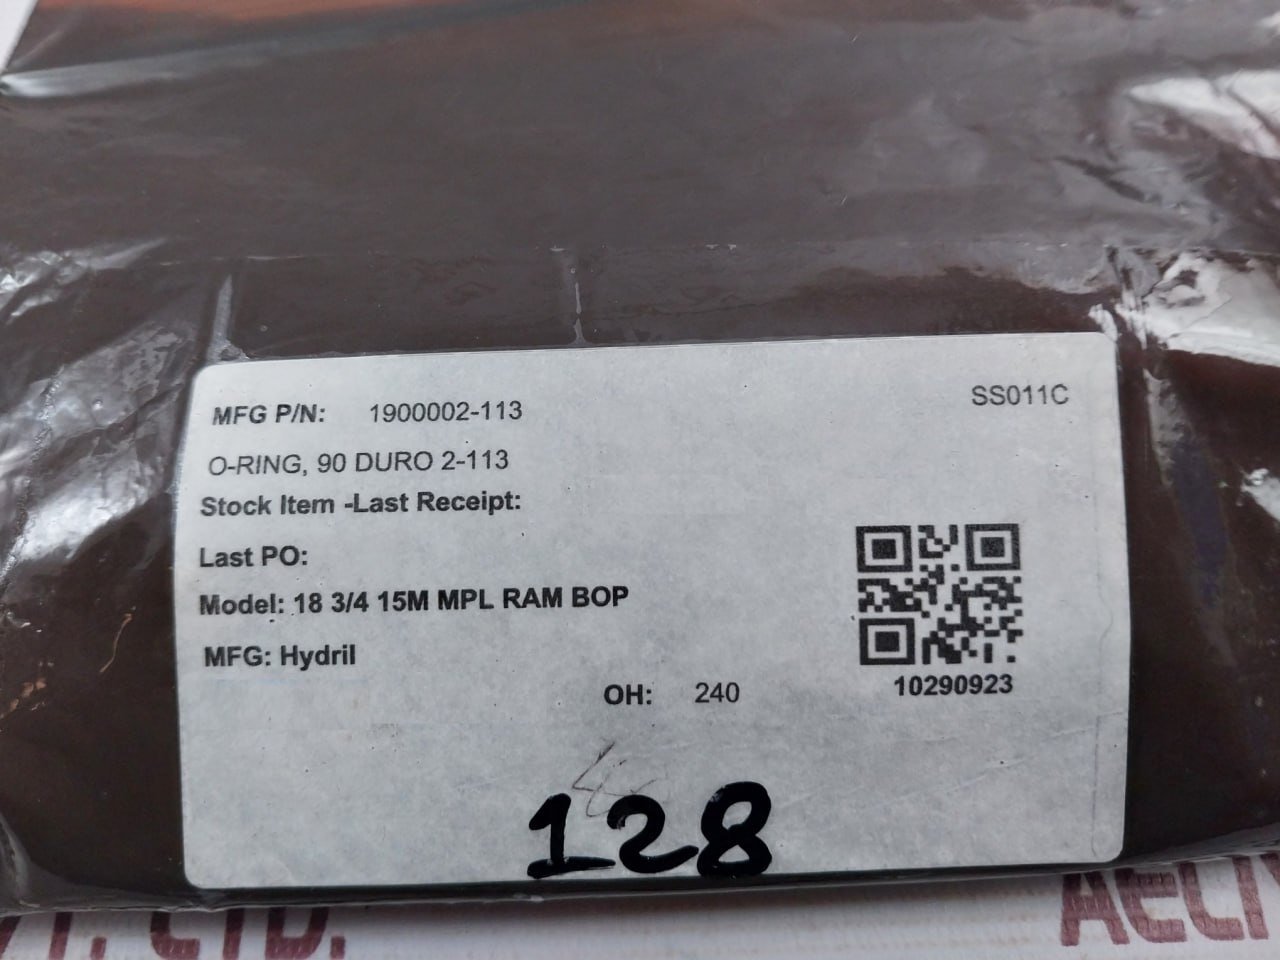 MFG P/N: 1900002-113
SS011C
O-RING, 90 DURO 2-113
Stock Item -Last Receipt:
Last PO:
Model: 18 3/4 15M MPL RAM BOP
MFG: Hydril
10290923
OH: 240
128
T. LTD.